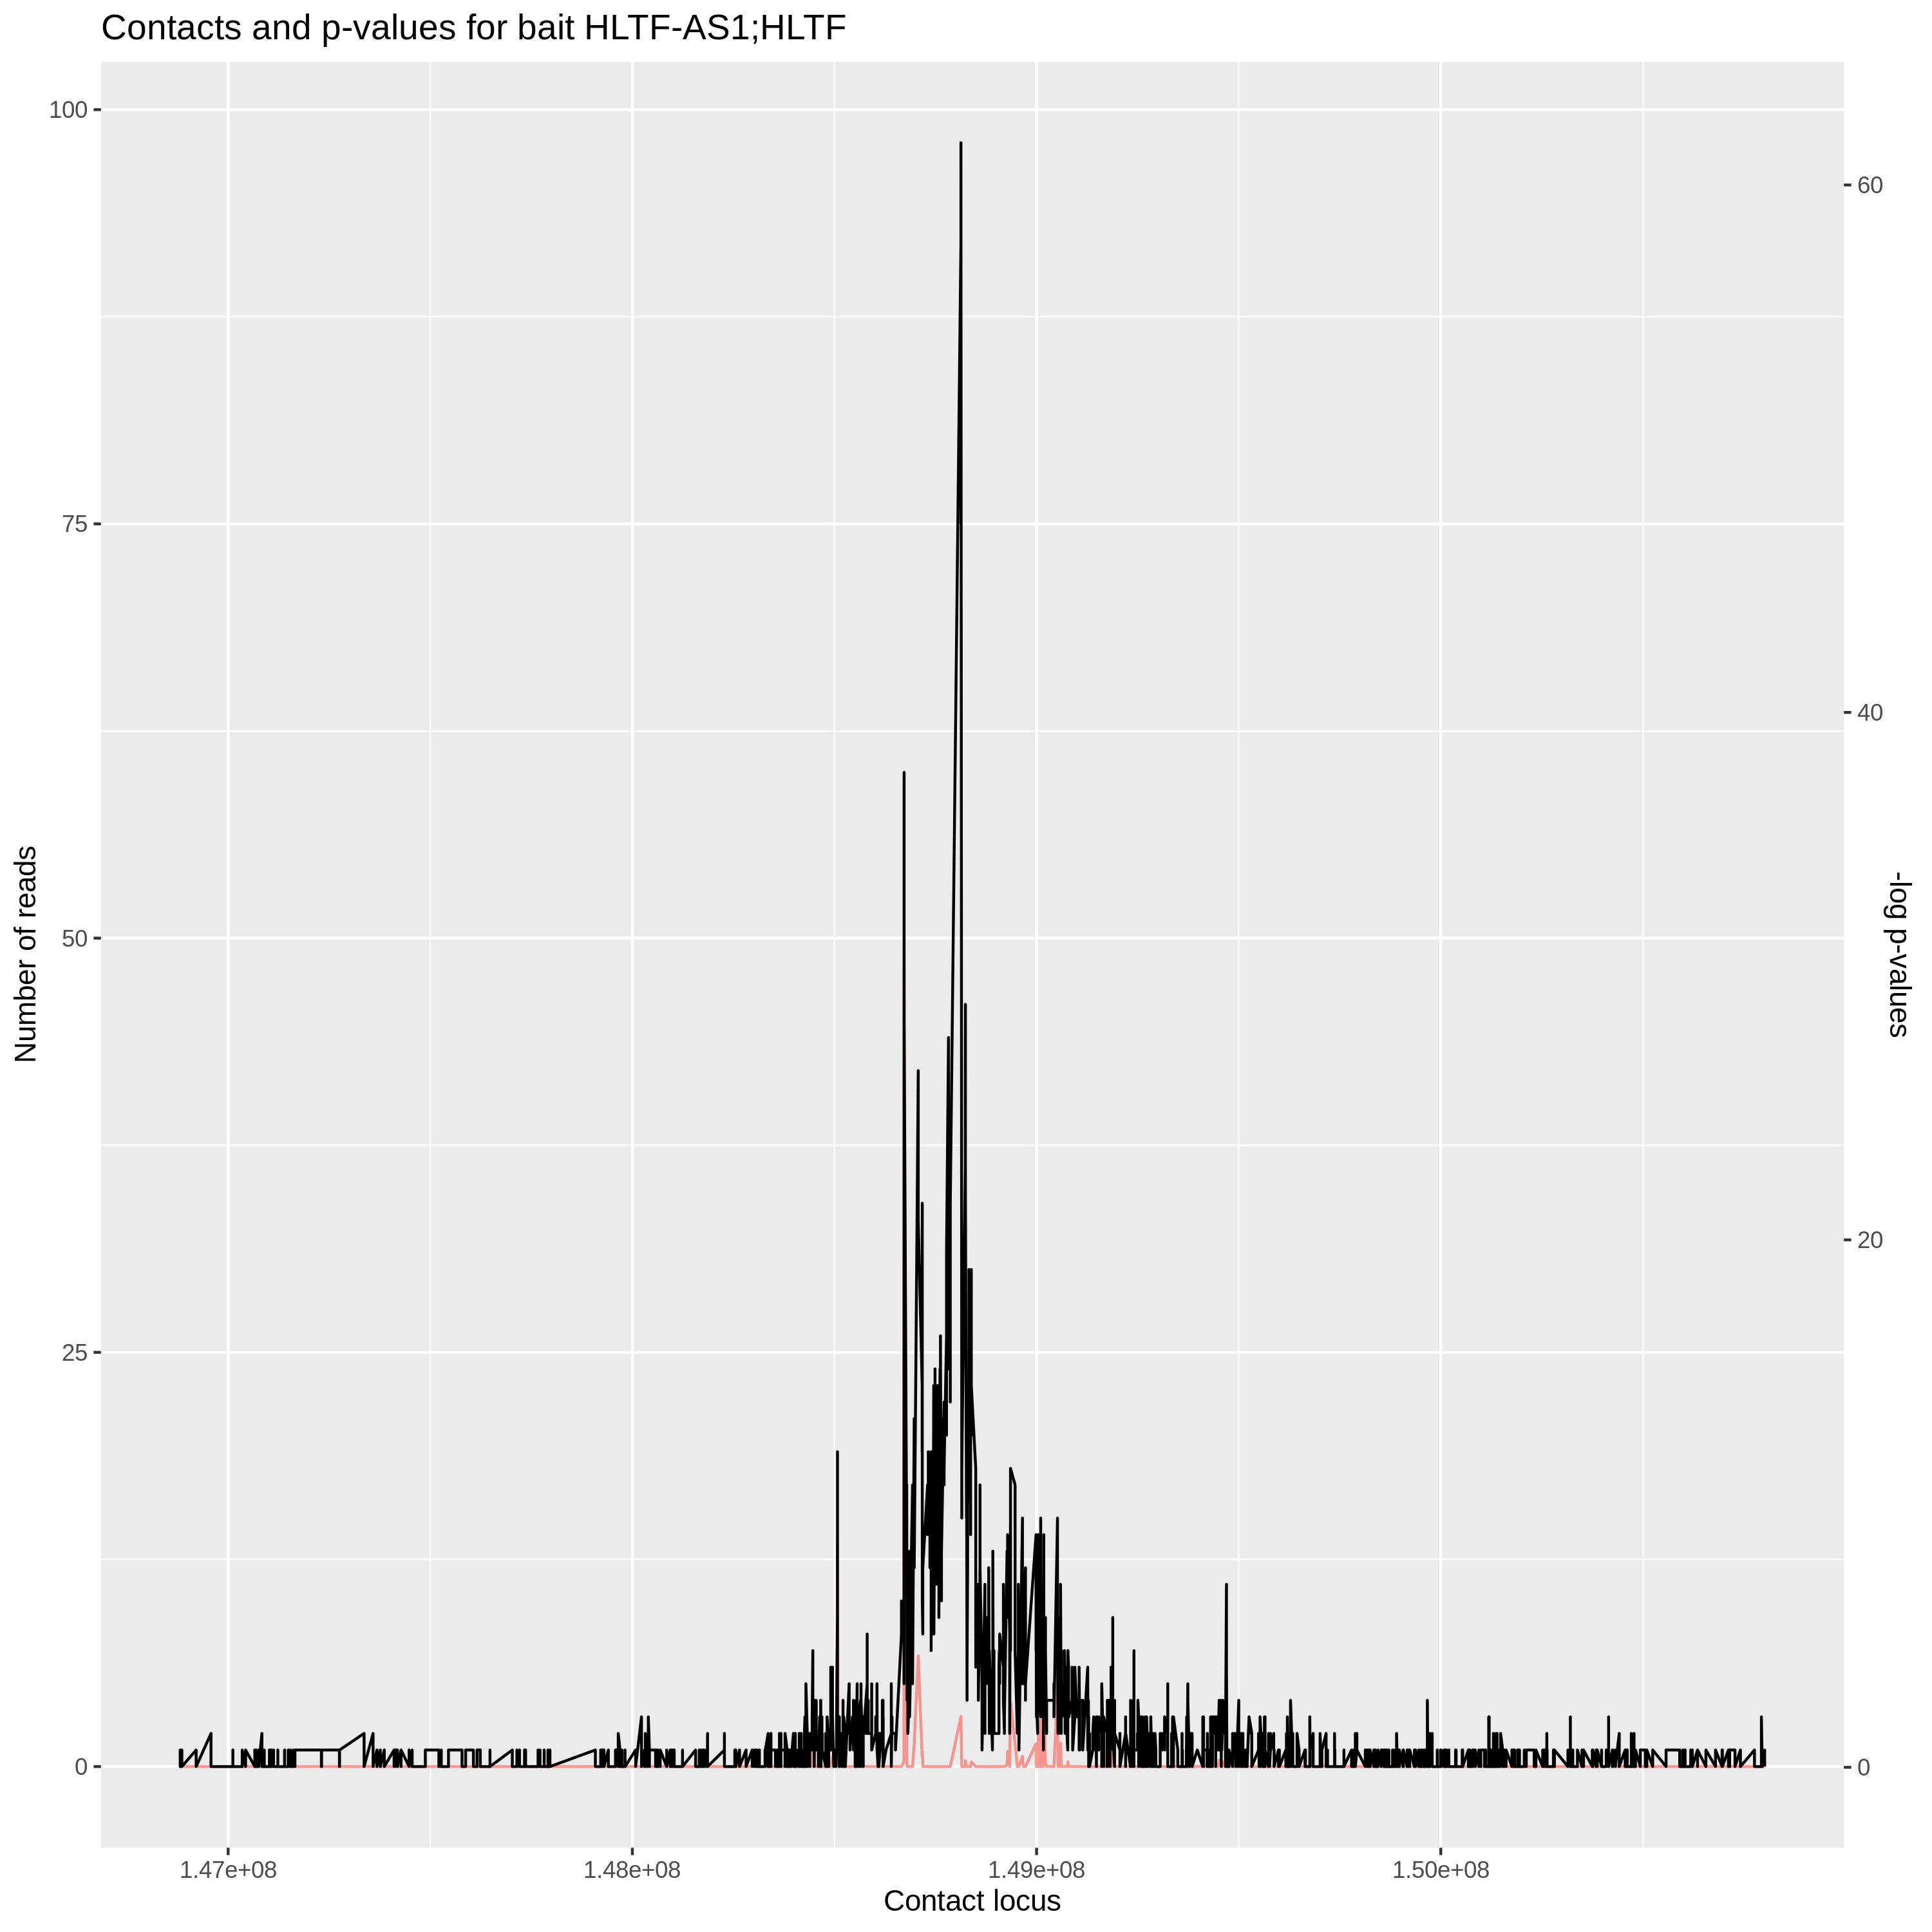 Contacts and p-values for bait HLTF-AS1;HLTF
100
75
50
25
0
Number of reads
60
40
20
0
-log p-values
1.47e+08
1.48e+08
1.49e+08
1.50e+08
Contact locus